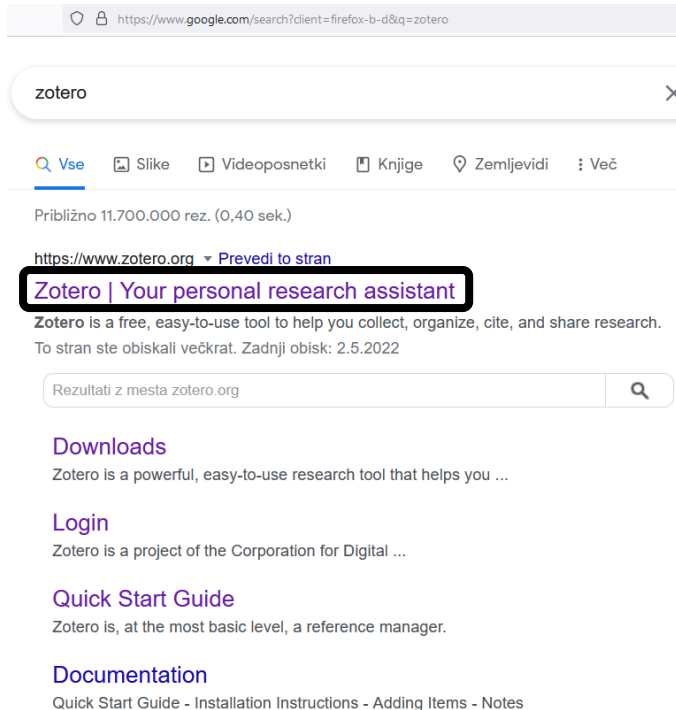 https://www.google.com/search?client=firefox-b-d&q=zotero
zotero
Vse Slike Videoposnetki Knjige Zemljevidi Več
Približno 11.700.000 rez. (0,40 sek.)
https://www.zotero.org Prevedi to stran
Zotero | Your personal research assistant
Zotero is a free, easy-to-use tool to help you collect, organize, cite, and share research.
To stran ste obiskali večkrat. Zadnji obisk: 2.5.2022
Rezultati z mesta zotero.org
Downloads
Zotero is a powerful, easy-to-use research tool that helps you ...
Login
Zotero is a project of the Corporation for Digital ...
Quick Start Guide
Zotero is, at the most basic level, a reference manager.
Documentation
Quick Start Guide - Installation Instructions - Adding Items - Notes